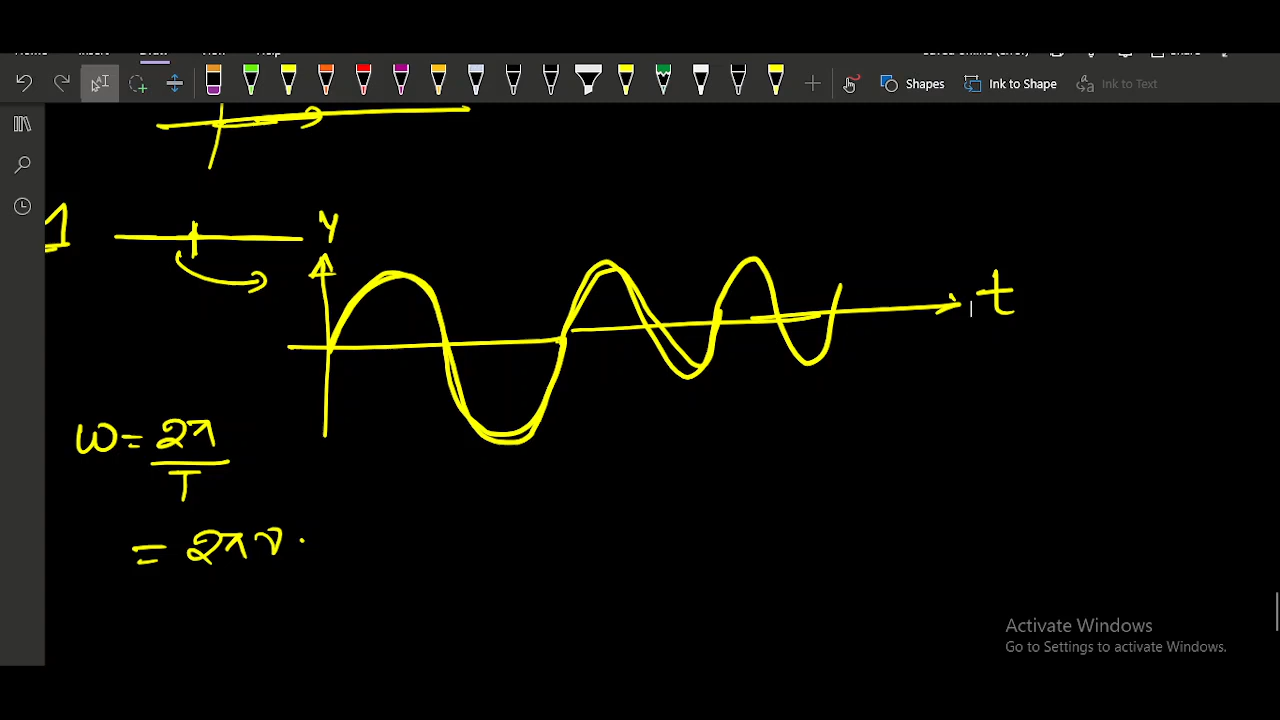 Shapes
Ink to Shape
Ink to Text
1
y
t
ω = 2π
T
= 2πν.
Activate Windows
Go to Settings to activate Windows.